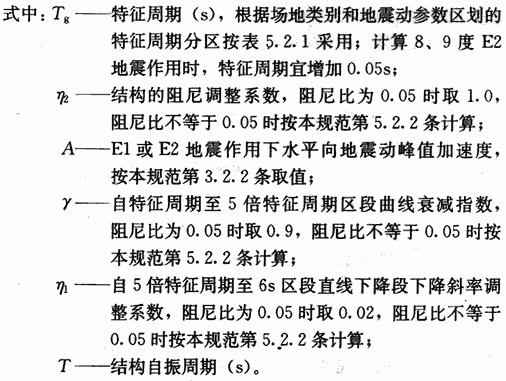 式中：Tg——特征周期（s），根据场地类别和地震动参数区划的
特征周期分区按表 5.2.1 采用；计算 8、9 度 E2
地震作用时，特征周期宜增加 0.05s；
η2——结构的阻尼调整系数，阻尼比为 0.05 时取 1.0，
阻尼比不等于 0.05 时按本规范第 5.2.2 条计算；
A——E1 或 E2 地震作用下水平向地震动峰值加速度，
按本规范第 3.2.2 条取值；
γ——自特征周期至 5 倍特征周期区段曲线衰减指数，
阻尼比为 0.05 时取 0.9，阻尼比不等于 0.05 时按
本规范第 5.2.2 条计算；
η1——自 5 倍特征周期至 6s 区段直线下降段下降斜率调
整系数，阻尼比为 0.05 时取 0.02，阻尼比不等于
0.05 时按本规范第 5.2.2 条计算；
T——结构自振周期（s）。